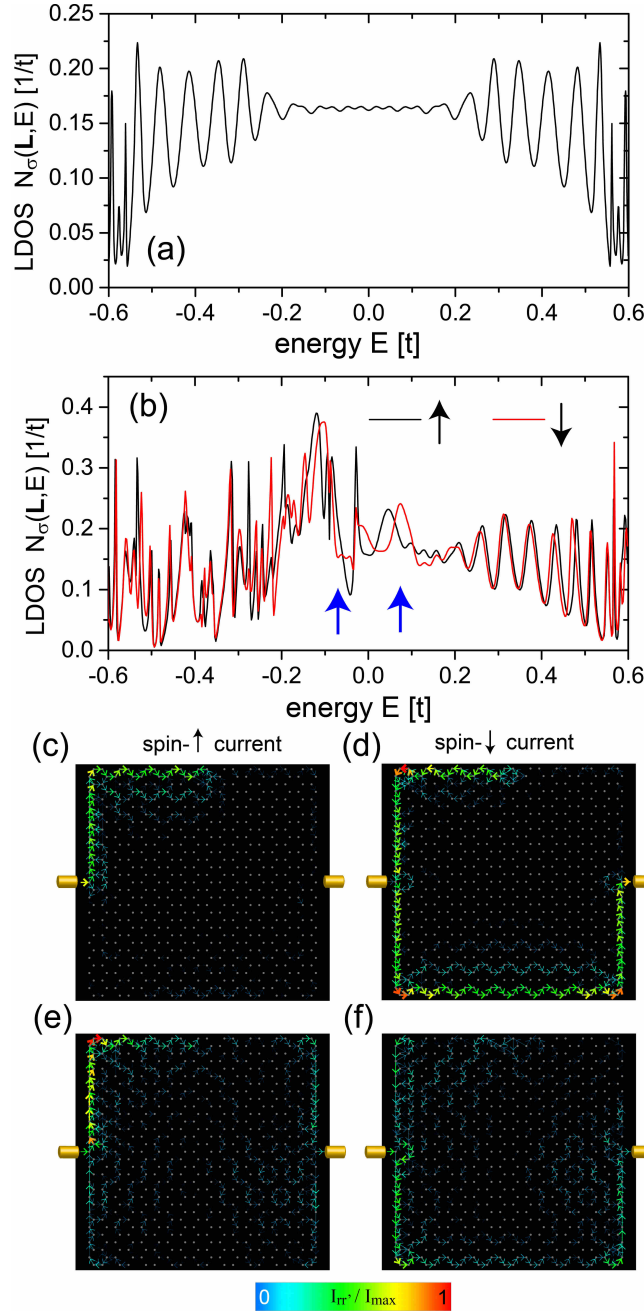 LDOS N_σ(L,E) [1/t]
0.25
0.20
0.15
0.10
0.05
0.00
(a)
-0.6 -0.4 -0.2 0.0 0.2 0.4 0.6
energy E [t]
LDOS N_σ(L,E) [1/t]
0.4
0.3
0.2
0.1
0.0
(b)
-0.6 -0.4 -0.2 0.0 0.2 0.4 0.6
energy E [t]
(c) spin-↑ current
(d) spin-↓ current
(e)
(f)
0 I_rr' / I_max 1